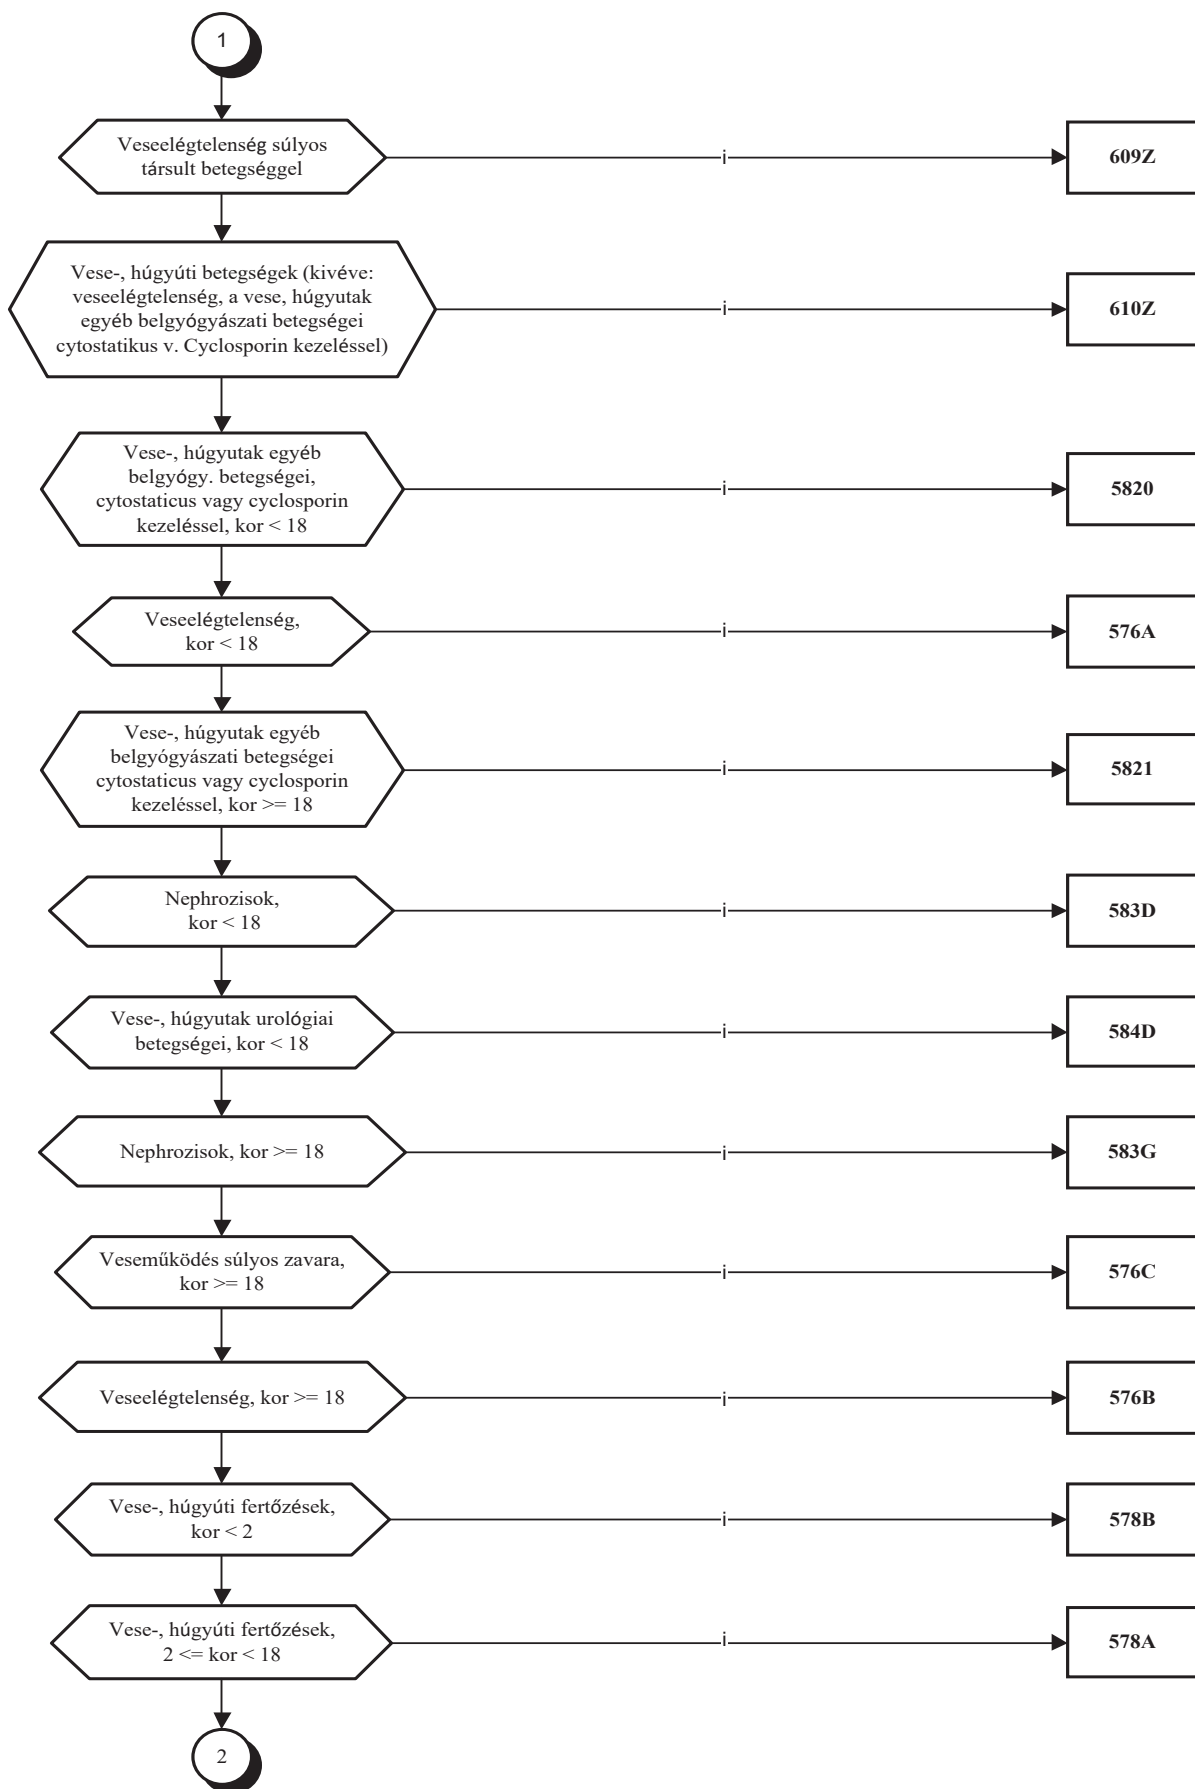 1
Veseelégtelenség súlyos
társult betegséggel
i
609Z
Vese-, húgyúti betegségek (kivéve:
veseelégtelenség, a vese, húgyutak
egyéb belgyógyászati betegségei
cytostatikus v. Cyclosporin kezeléssel)
i
610Z
Vese-, húgyutak egyéb
belgyógy. betegségei,
cytostaticus vagy cyclosporin
kezeléssel, kor < 18
i
5820
Veseelégtelenség,
kor < 18
i
576A
Vese-, húgyutak egyéb
belgyógyászati betegségei
cytostaticus vagy cyclosporin
kezeléssel, kor >= 18
i
5821
Nephrozisok,
kor < 18
i
583D
Vese-, húgyutak urológiai
betegségei, kor < 18
i
584D
Nephrozisok, kor >= 18
i
583G
Veseműködés súlyos zavara,
kor >= 18
i
576C
Veseelégtelenség, kor >= 18
i
576B
Vese-, húgyúti fertőzések,
kor < 2
i
578B
Vese-, húgyúti fertőzések,
2 <= kor < 18
i
578A
2